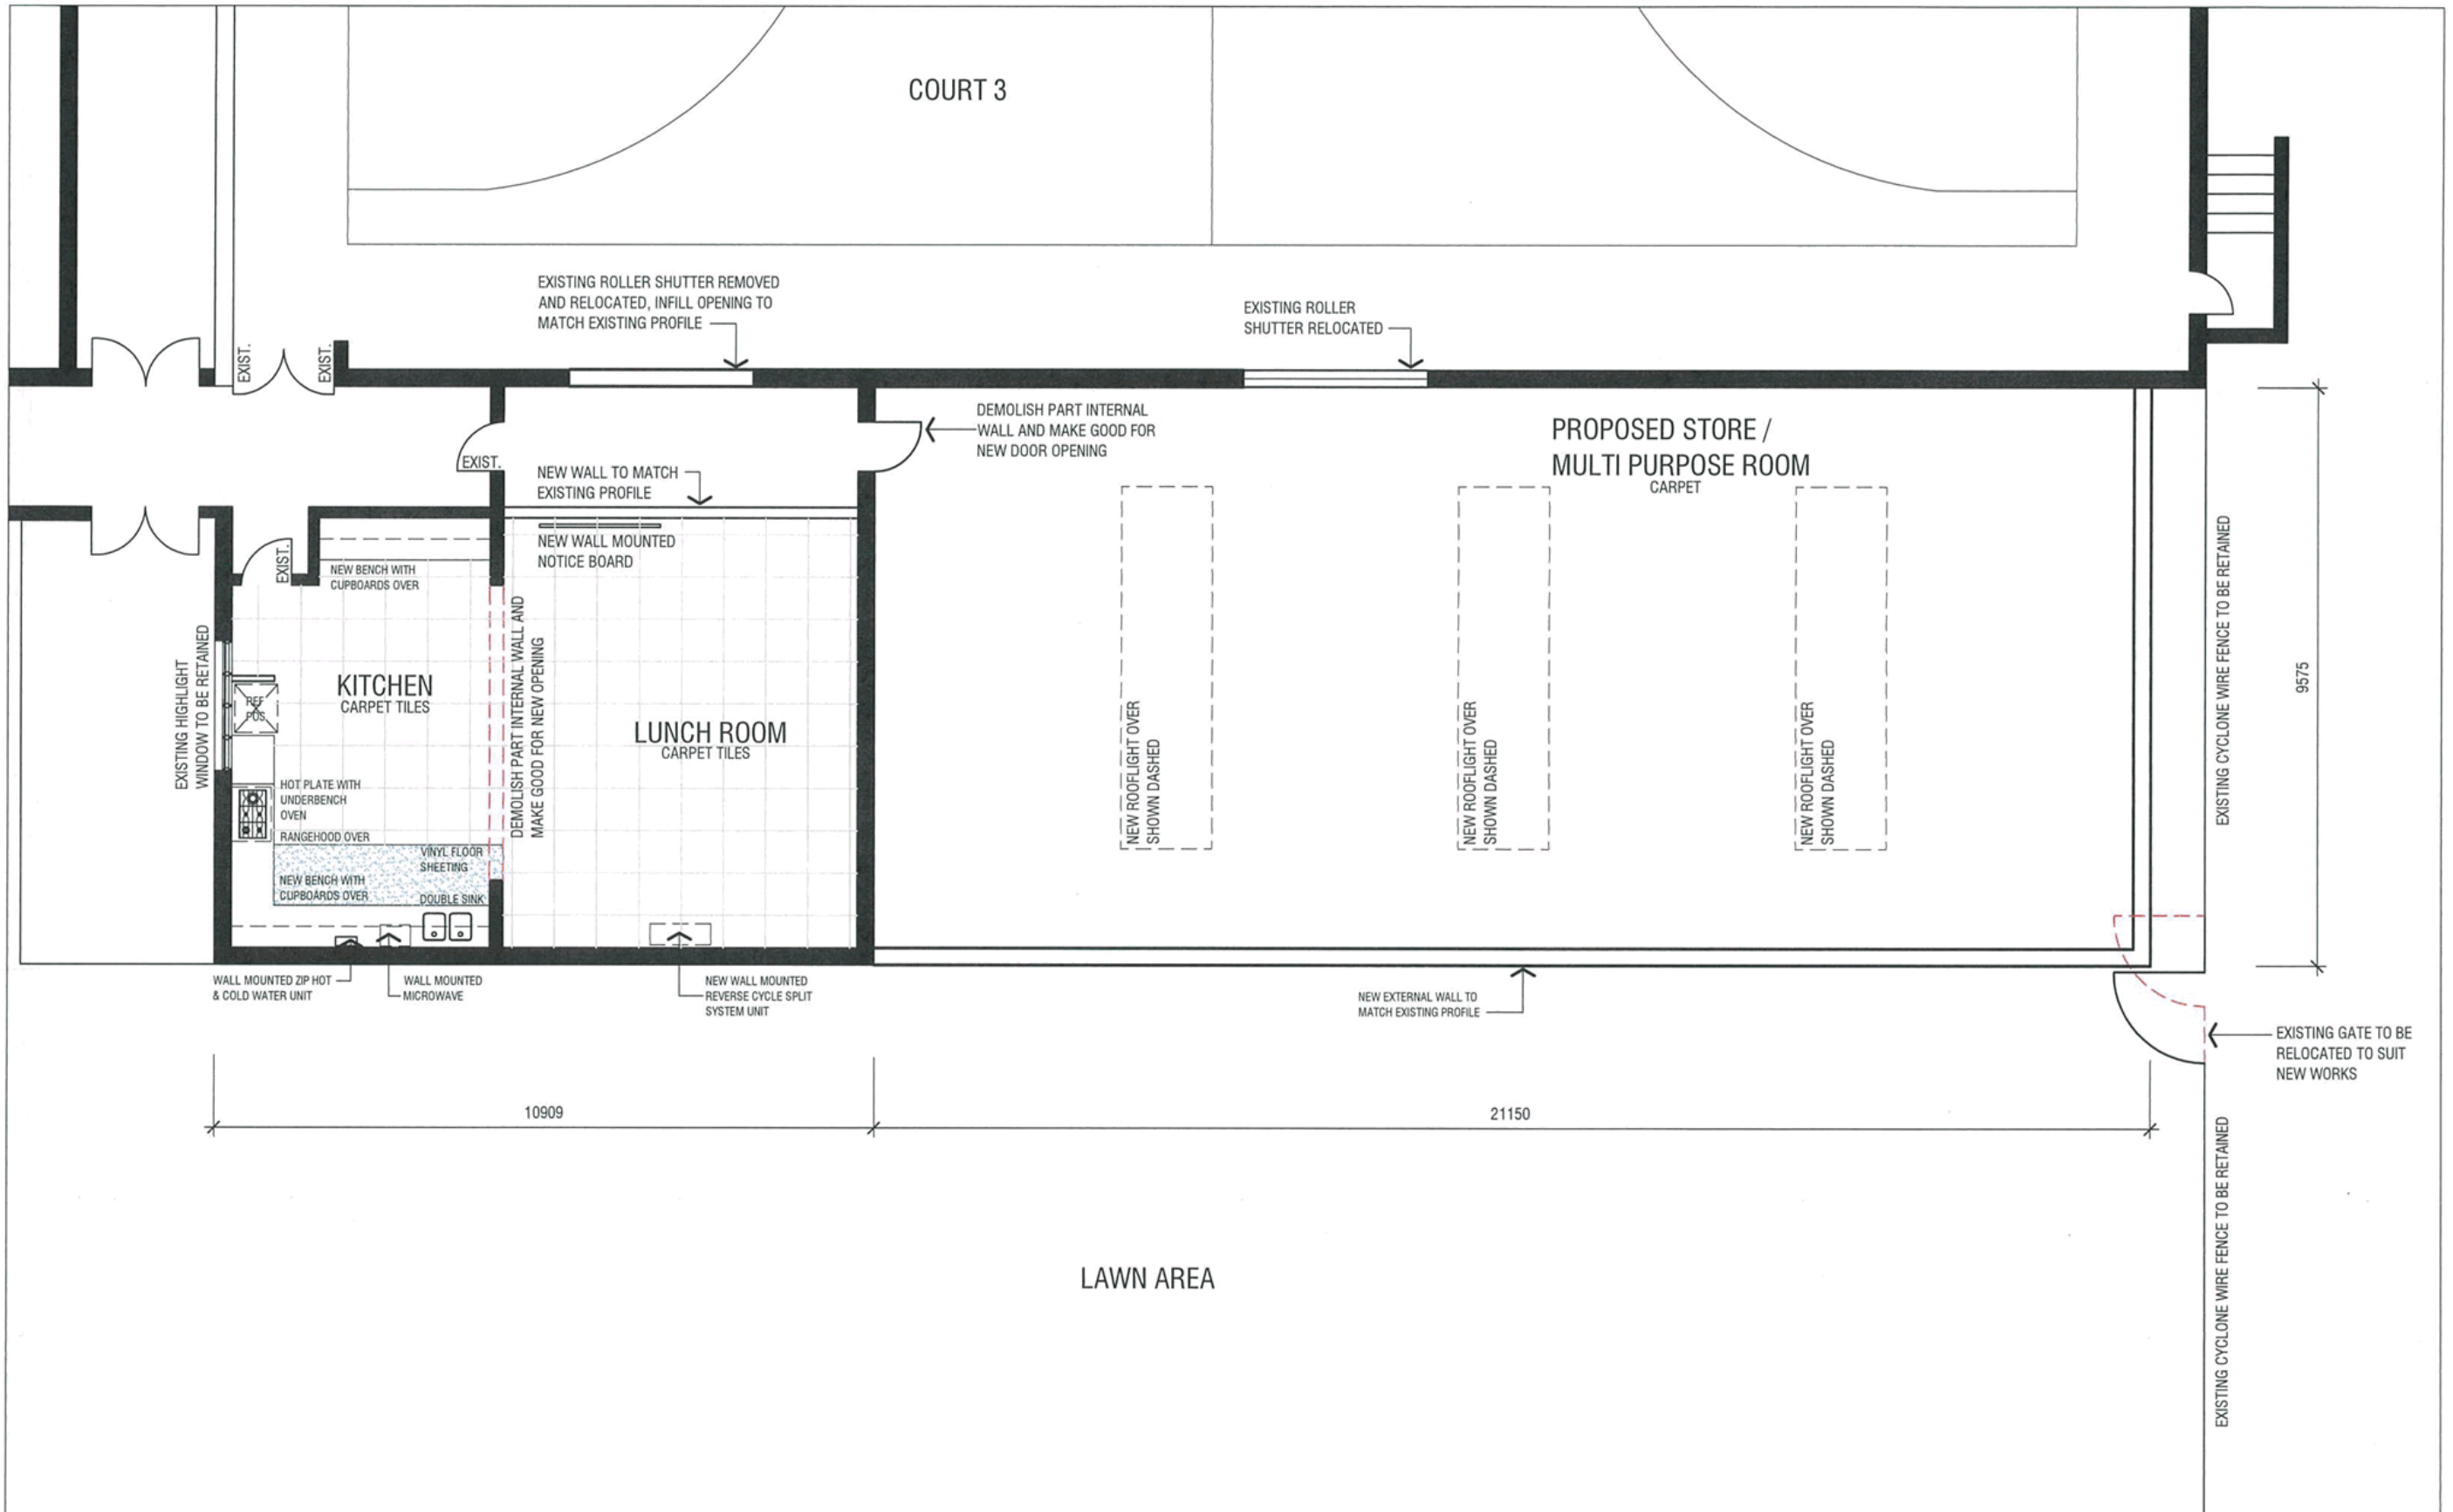 COURT 3
EXISTING ROLLER SHUTTER REMOVED
AND RELOCATED, INFILL OPENING TO
MATCH EXISTING PROFILE
EXISTING ROLLER
SHUTTER RELOCATED
EXIST.
EXIST.
DEMOLISH PART INTERNAL
WALL AND MAKE GOOD FOR
NEW DOOR OPENING
PROPOSED STORE /
MULTI PURPOSE ROOM
CARPET
EXIST.
NEW WALL TO MATCH
EXISTING PROFILE
NEW WALL MOUNTED
NOTICE BOARD
EXIST.
NEW BENCH WITH
CUPBOARDS OVER
EXISTING HIGHLIGHT
WINDOW TO BE RETAINED
KITCHEN
CARPET TILES
REF
POS
DEMOLISH PART INTERNAL WALL AND
MAKE GOOD FOR NEW OPENING
LUNCH ROOM
CARPET TILES
HOT PLATE WITH
UNDERBENCH
OVEN
RANGEHOOD OVER
VINYL FLOOR
SHEETING
NEW BENCH WITH
CUPBOARDS OVER
DOUBLE SINK
NEW ROOFLIGHT OVER
SHOWN DASHED
NEW ROOFLIGHT OVER
SHOWN DASHED
NEW ROOFLIGHT OVER
SHOWN DASHED
EXISTING CYCLONE WIRE FENCE TO BE RETAINED
9575
WALL MOUNTED ZIP HOT
& COLD WATER UNIT
WALL MOUNTED
MICROWAVE
NEW WALL MOUNTED
REVERSE CYCLE SPLIT
SYSTEM UNIT
NEW EXTERNAL WALL TO
MATCH EXISTING PROFILE
EXISTING GATE TO BE
RELOCATED TO SUIT
NEW WORKS
10909
21150
EXISTING CYCLONE WIRE FENCE TO BE RETAINED
LAWN AREA